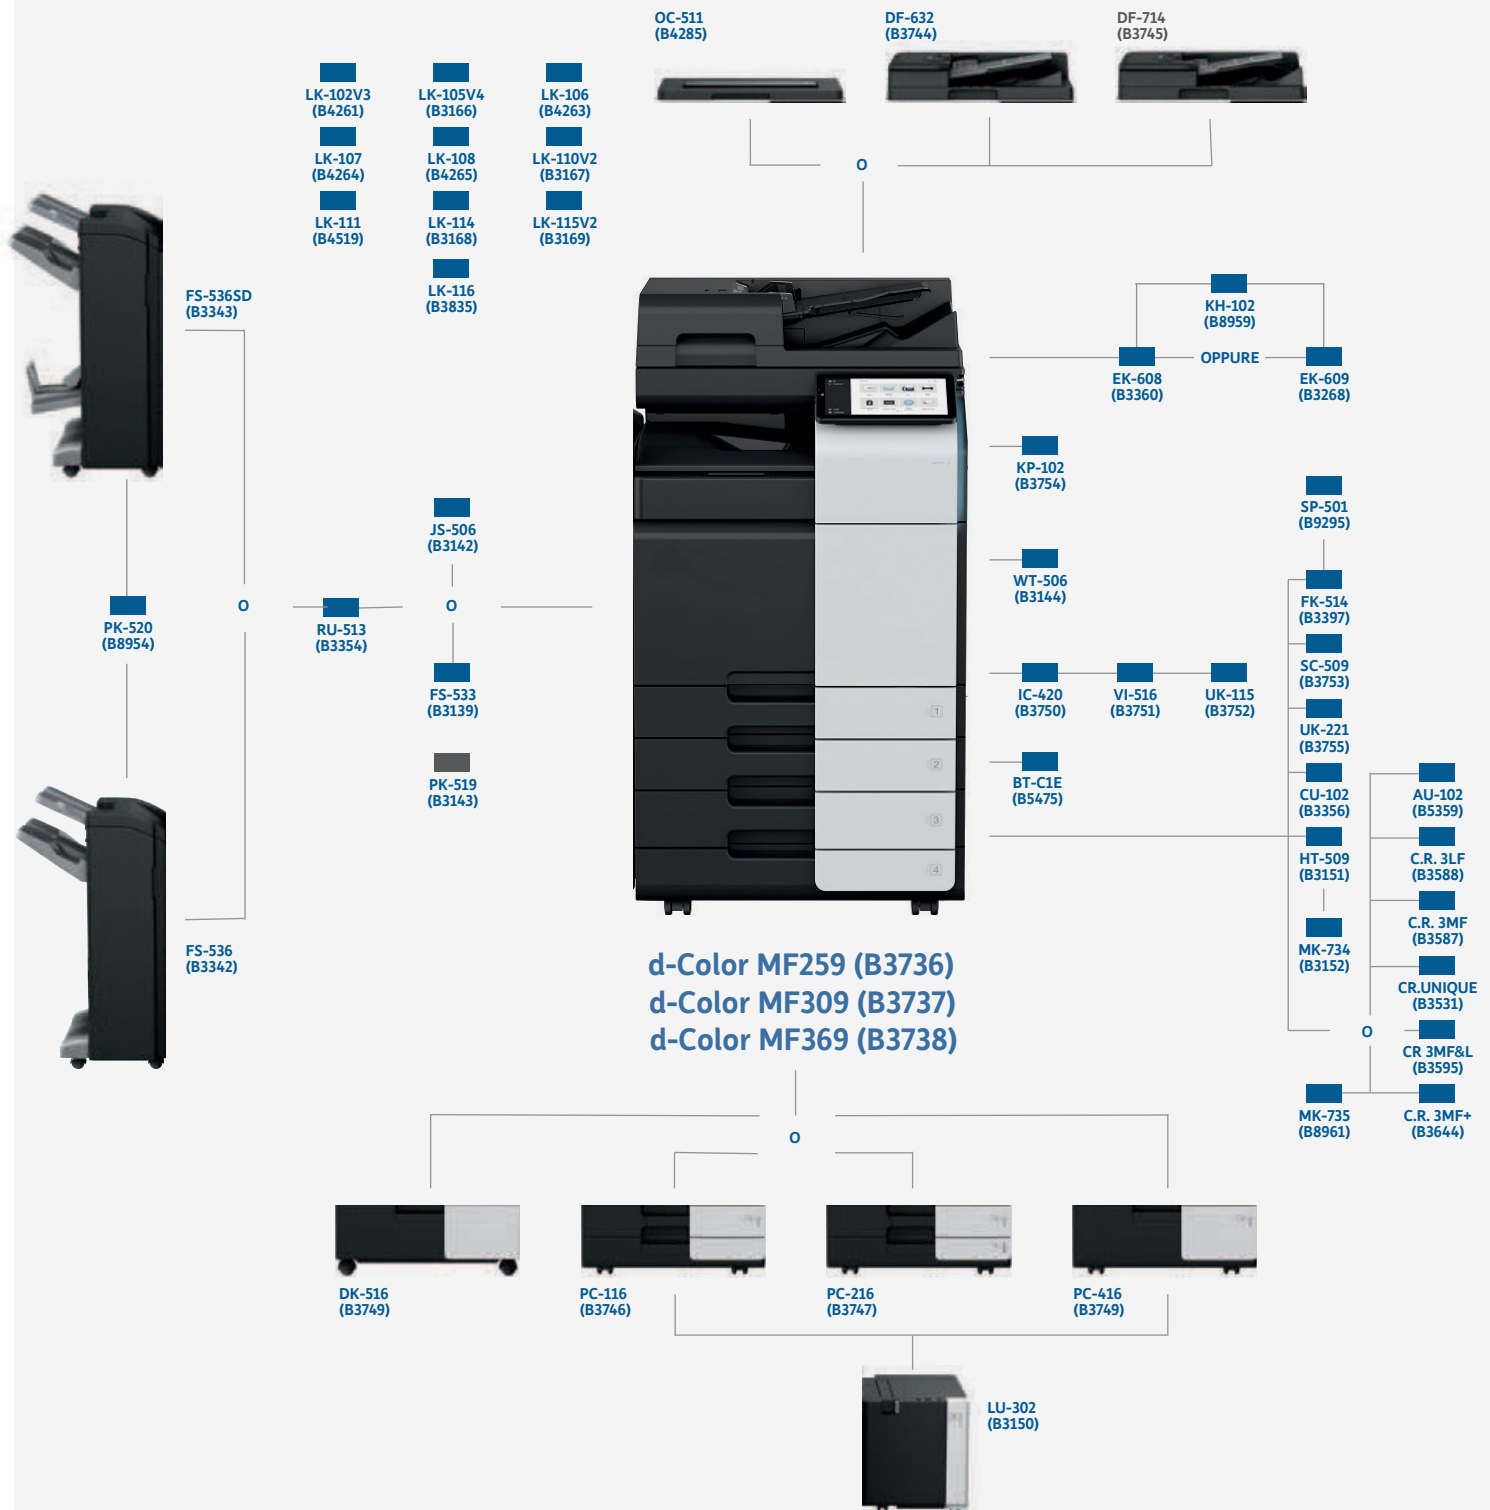 OC-511
(B4285)
DF-632
(B3744)
DF-714
(B3745)
LK-102V3
(B4261)
LK-105V4
(B3166)
LK-106
(B4263)
LK-107
(B4264)
LK-108
(B4265)
LK-110V2
(B3167)
LK-111
(B4519)
LK-114
(B3168)
LK-115V2
(B3169)
LK-116
(B3835)
O
FS-536SD
(B3343)
KH-102
(B8959)
EK-608
(B3360)
OPPURE
EK-609
(B3268)
KP-102
(B3754)
SP-501
(B9295)
JS-506
(B3142)
WT-506
(B3144)
FK-514
(B3397)
PK-520
(B8954)
O
RU-513
(B3354)
O
SC-509
(B3753)
FS-533
(B3139)
IC-420
(B3750)
VI-516
(B3751)
UK-115
(B3752)
UK-221
(B3755)
PK-519
(B3143)
BT-C1E
(B5475)
CU-102
(B3356)
AU-102
(B5359)
HT-509
(B3151)
C.R. 3LF
(B3588)
C.R. 3MF
(B3587)
MK-734
(B3152)
CR.UNIQUE
(B3531)
O
CR 3MF&L
(B3595)
MK-735
(B8961)
C.R. 3MF+
(B3644)
1
2
3
4
FS-536
(B3342)
d-Color MF259 (B3736)
d-Color MF309 (B3737)
d-Color MF369 (B3738)
O
DK-516
(B3749)
PC-116
(B3746)
PC-216
(B3747)
PC-416
(B3749)
LU-302
(B3150)